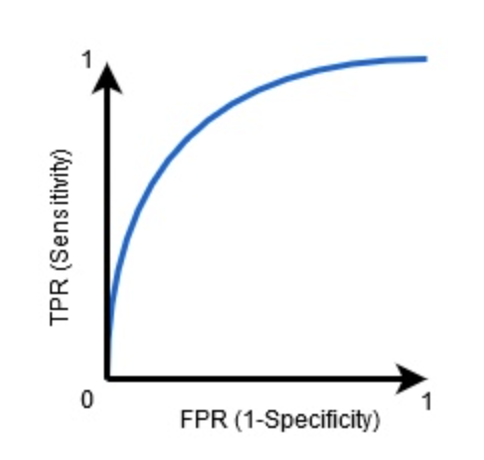 1
TPR (Sensitivity)
0
1
FPR (1-Specificity)